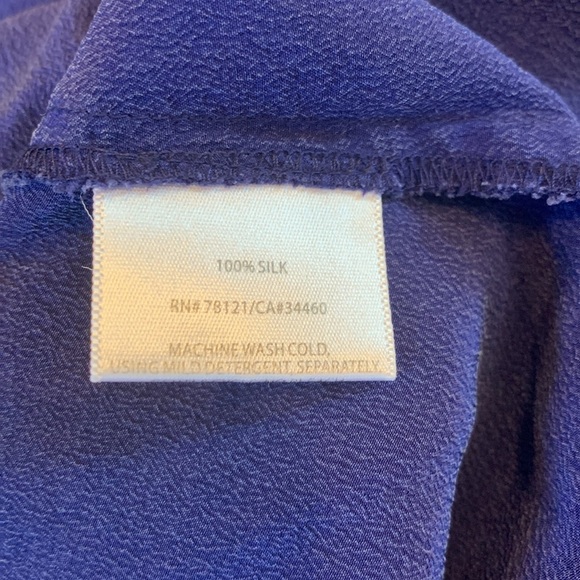 100% SILK
RN# 78121/CA#34460
MACHINE WASH COLD,
USING MILD DETERGENT, SEPARATELY